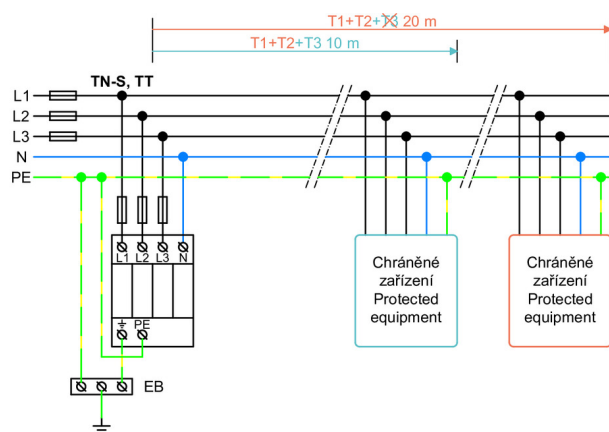 T1+T2+T3 20 m
T1+T2+T3 10 m
TN-S, TT
L1
L2
L3
N
PE
L1 L2 L3 N
PE
Chráněné
zařízení
Protected
equipment
Chráněné
zařízení
Protected
equipment
EB